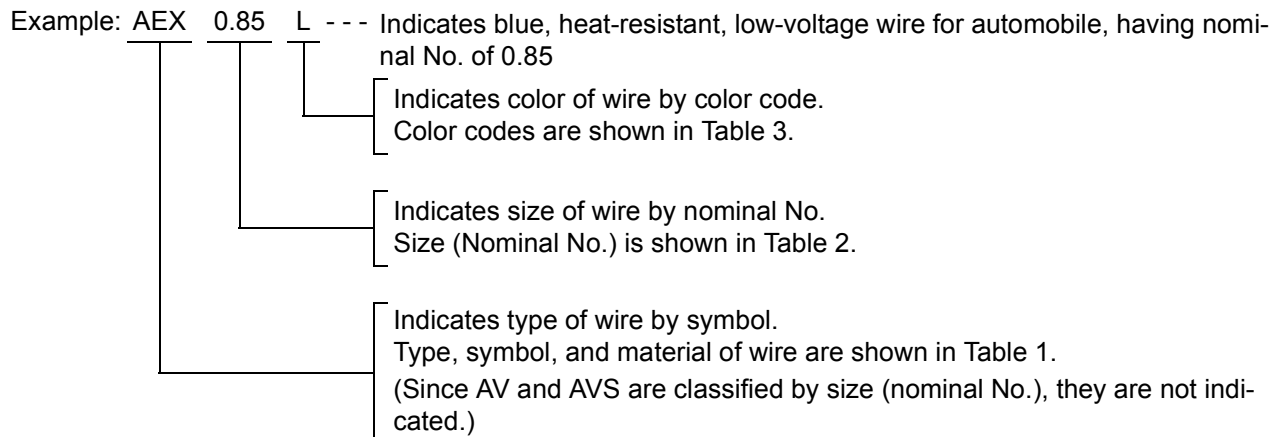 Example: AEX 0.85 L - - - Indicates blue, heat-resistant, low-voltage wire for automobile, having nomi-
nal No. of 0.85
Indicates color of wire by color code.
Color codes are shown in Table 3.
Indicates size of wire by nominal No.
Size (Nominal No.) is shown in Table 2.
Indicates type of wire by symbol.
Type, symbol, and material of wire are shown in Table 1.
(Since AV and AVS are classified by size (nominal No.), they are not indi-
cated.)